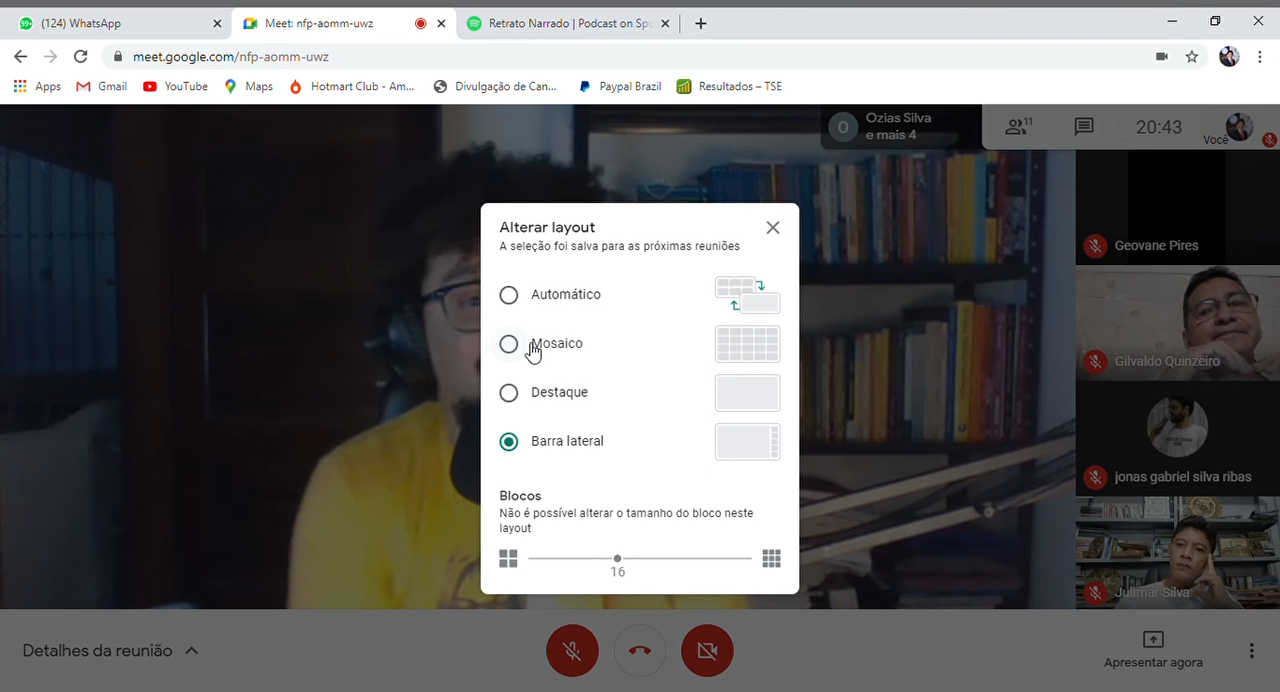 99+ (124) WhatsApp
Meet: nfp-aomm-uwz
Retrato Narrado | Podcast on Spo
meet.google.com/nfp-aomm-uwz
Apps
Gmail
YouTube
Maps
Hotmart Club - Am...
Divulgação de Can...
Paypal Brazil
Resultados – TSE
O
Ozias Silva
e mais 4
11
20:43
Você
Geovane Pires
Gilvaldo Quinzeiro
jonas gabriel silva ribas
Julimar Silva
Alterar layout
A seleção foi salva para as próximas reuniões
Automático
Mosaico
Destaque
Barra lateral
Blocos
Não é possível alterar o tamanho do bloco neste
layout
16
Detalhes da reunião
Apresentar agora